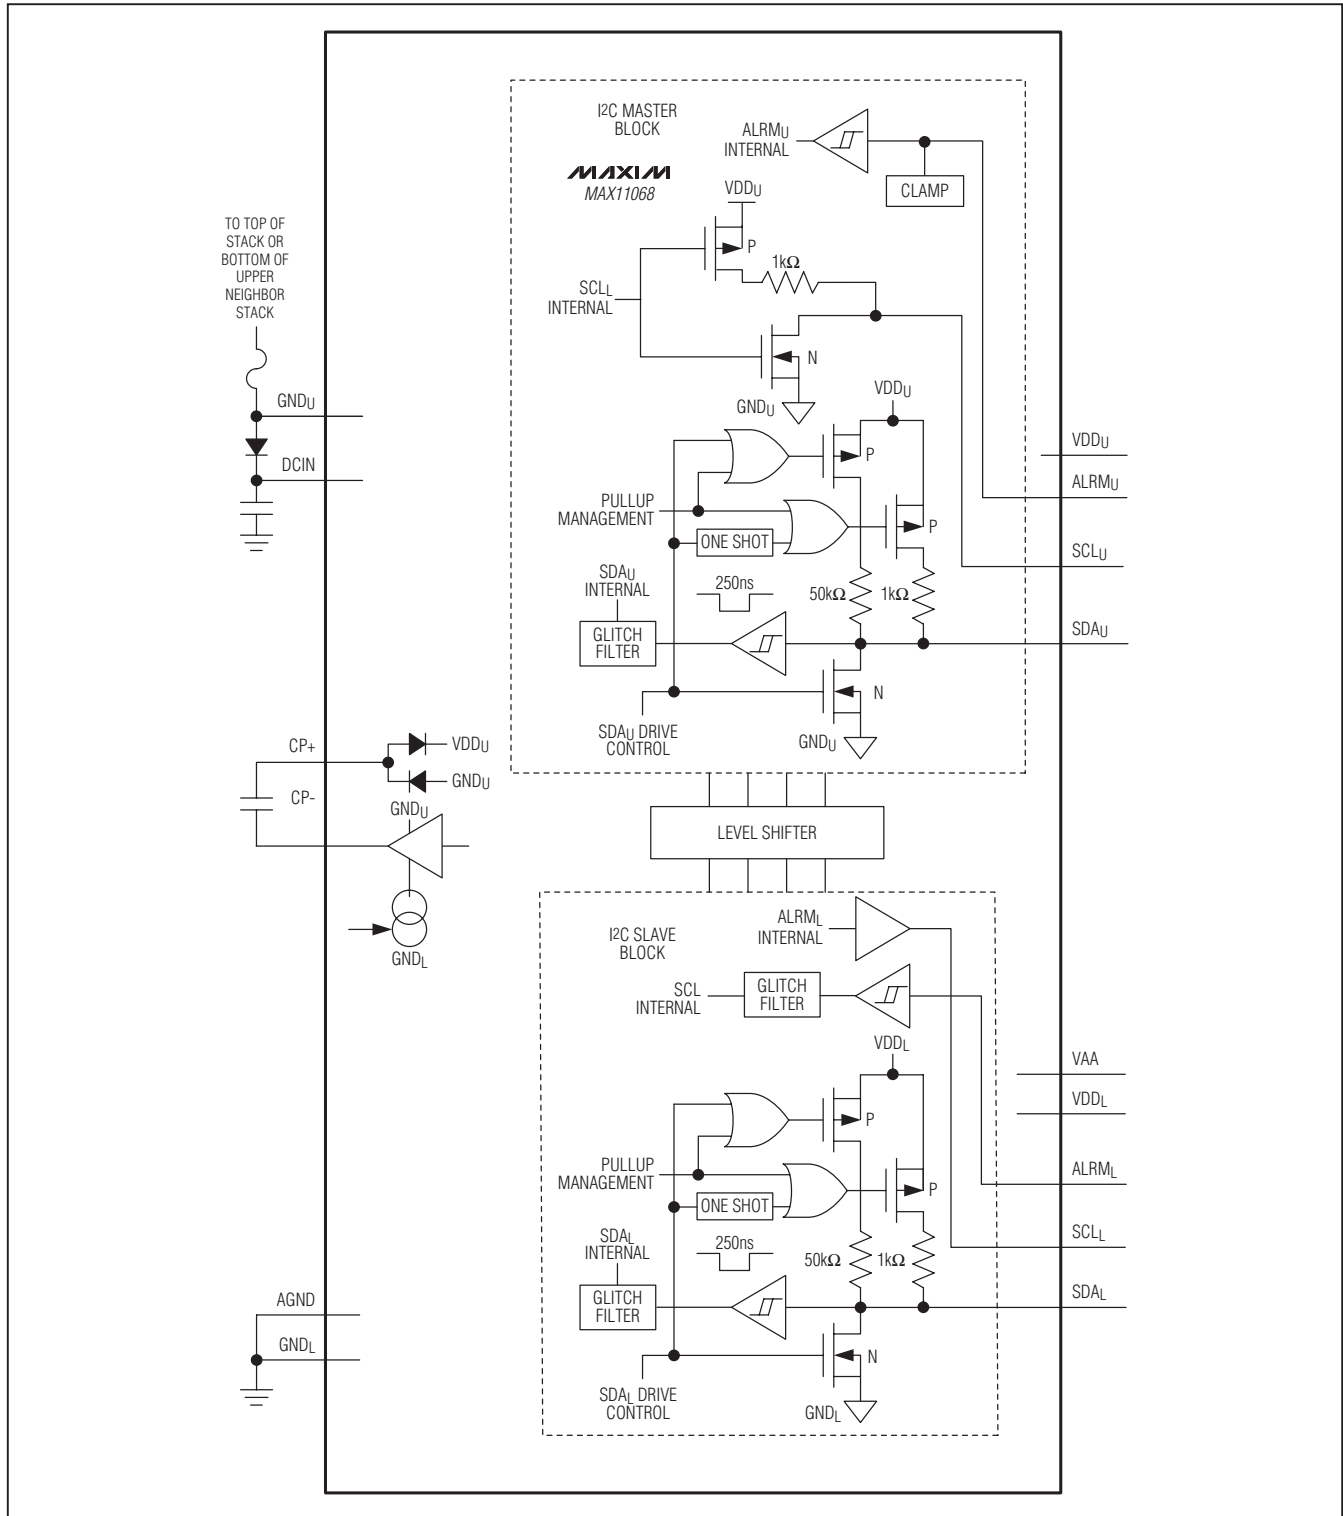 I2C MASTER
BLOCK
MAXIM
MAX11068
ALRMU
INTERNAL
CLAMP
VDDU
P
1kΩ
SCLL
INTERNAL
N
GNDU
TO TOP OF
STACK OR
BOTTOM OF
UPPER
NEIGHBOR
STACK
GNDU
DCIN
VDDU
P
PULLUP
MANAGEMENT
ONE SHOT
P
SDAU
INTERNAL
250ns
50kΩ
1kΩ
GLITCH
FILTER
N
SDAU DRIVE
CONTROL
GNDU
VDDU
ALRMU
SCLU
SDAU
CP+
CP-
VDDU
GNDU
GNDU
GNDL
LEVEL SHIFTER
I2C SLAVE
BLOCK
ALRML
INTERNAL
SCL
INTERNAL
GLITCH
FILTER
VDDL
P
PULLUP
MANAGEMENT
ONE SHOT
P
SDAL
INTERNAL
250ns
50kΩ
1kΩ
GLITCH
FILTER
N
SDAL DRIVE
CONTROL
GNDL
VAA
VDDL
ALRML
SCLL
SDAL
AGND
GNDL